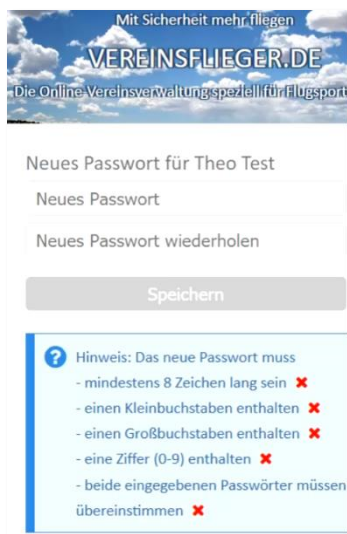 Mit Sicherheit mehr fliegen
VEREINSFLIEGER.DE
Die Online-Vereinsverwaltung speziell für Flugsport
Neues Passwort für Theo Test
Neues Passwort
Neues Passwort wiederholen
Speichern
Hinweis: Das neue Passwort muss
- mindestens 8 Zeichen lang sein ✖
- einen Kleinbuchstaben enthalten ✖
- einen Großbuchstaben enthalten ✖
- eine Ziffer (0-9) enthalten ✖
- beide eingegebenen Passwörter müssen
übereinstimmen ✖